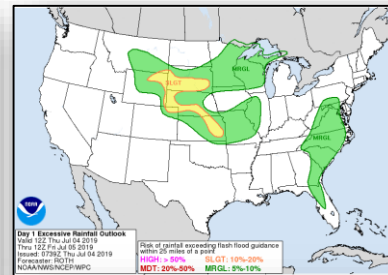 MRGL
SLGT
MRGL
noaa
Day 1 Excessive Rainfall Outlook
Valid 12Z Thu Jul 04 2019
Thru 12Z Fri Jul 05 2019
Issued: 0739Z Thu Jul 04 2019
Forecaster: ROTH
NOAA/NWS/NCEP/WPC
Risk of rainfall exceeding flash flood guidance
within 25 miles of a point
HIGH: > 50% SLGT: 10%-20%
MDT: 20%-50% MRGL: 5%-10%